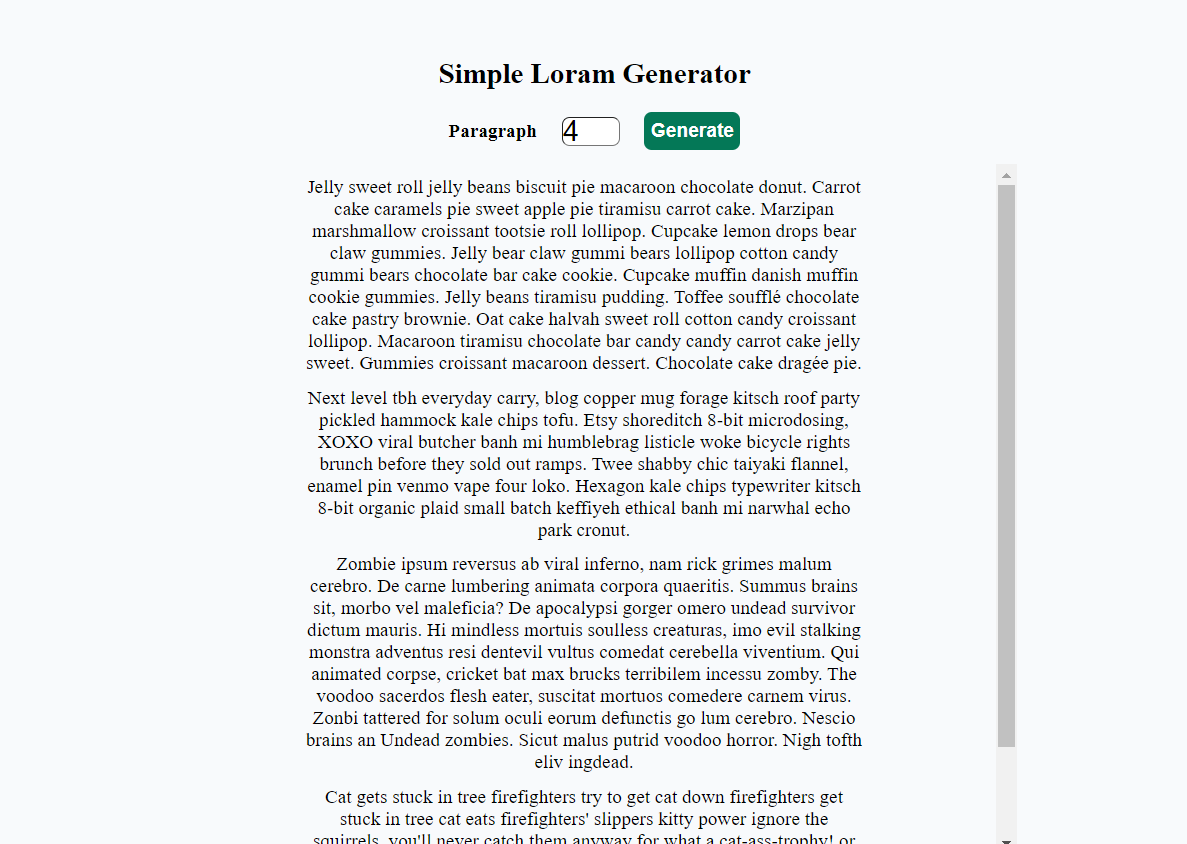 Simple Loram Generator
Paragraph 4 Generate
Jelly sweet roll jelly beans biscuit pie macaroon chocolate donut. Carrot
cake caramels pie sweet apple pie tiramisu carrot cake. Marzipan
marshmallow croissant tootsie roll lollipop. Cupcake lemon drops bear
claw gummies. Jelly bear claw gummi bears lollipop cotton candy
gummi bears chocolate bar cake cookie. Cupcake muffin danish muffin
cookie gummies. Jelly beans tiramisu pudding. Toffee soufflé chocolate
cake pastry brownie. Oat cake halvah sweet roll cotton candy croissant
lollipop. Macaroon tiramisu chocolate bar candy candy carrot cake jelly
sweet. Gummies croissant macaroon dessert. Chocolate cake dragée pie.
Next level tbh everyday carry, blog copper mug forage kitsch roof party
pickled hammock kale chips tofu. Etsy shoreditch 8-bit microdosing,
XOXO viral butcher banh mi humblebrag listicle woke bicycle rights
brunch before they sold out ramps. Twee shabby chic taiyaki flannel,
enamel pin venmo vape four loko. Hexagon kale chips typewriter kitsch
8-bit organic plaid small batch keffiyeh ethical banh mi narwhal echo
park cronut.
Zombie ipsum reversus ab viral inferno, nam rick grimes malum
cerebro. De carne lumbering animata corpora quaeritis. Summus brains
sit, morbo vel maleficia? De apocalypsi gorger omero undead survivor
dictum mauris. Hi mindless mortuis soulless creaturas, imo evil stalking
monstra adventus resi dentevil vultus comedat cerebella viventium. Qui
animated corpse, cricket bat max brucks terribilem incessu zomby. The
voodoo sacerdos flesh eater, suscitat mortuos comedere carnem virus.
Zonbi tattered for solum oculi eorum defunctis go lum cerebro. Nescio
brains an Undead zombies. Sicut malus putrid voodoo horror. Nigh tofth
eliv ingdead.
Cat gets stuck in tree firefighters try to get cat down firefighters get
stuck in tree cat eats firefighters' slippers kitty power ignore the
squirrels, you'll never catch them anyway for what a cat-ass-trophy! or